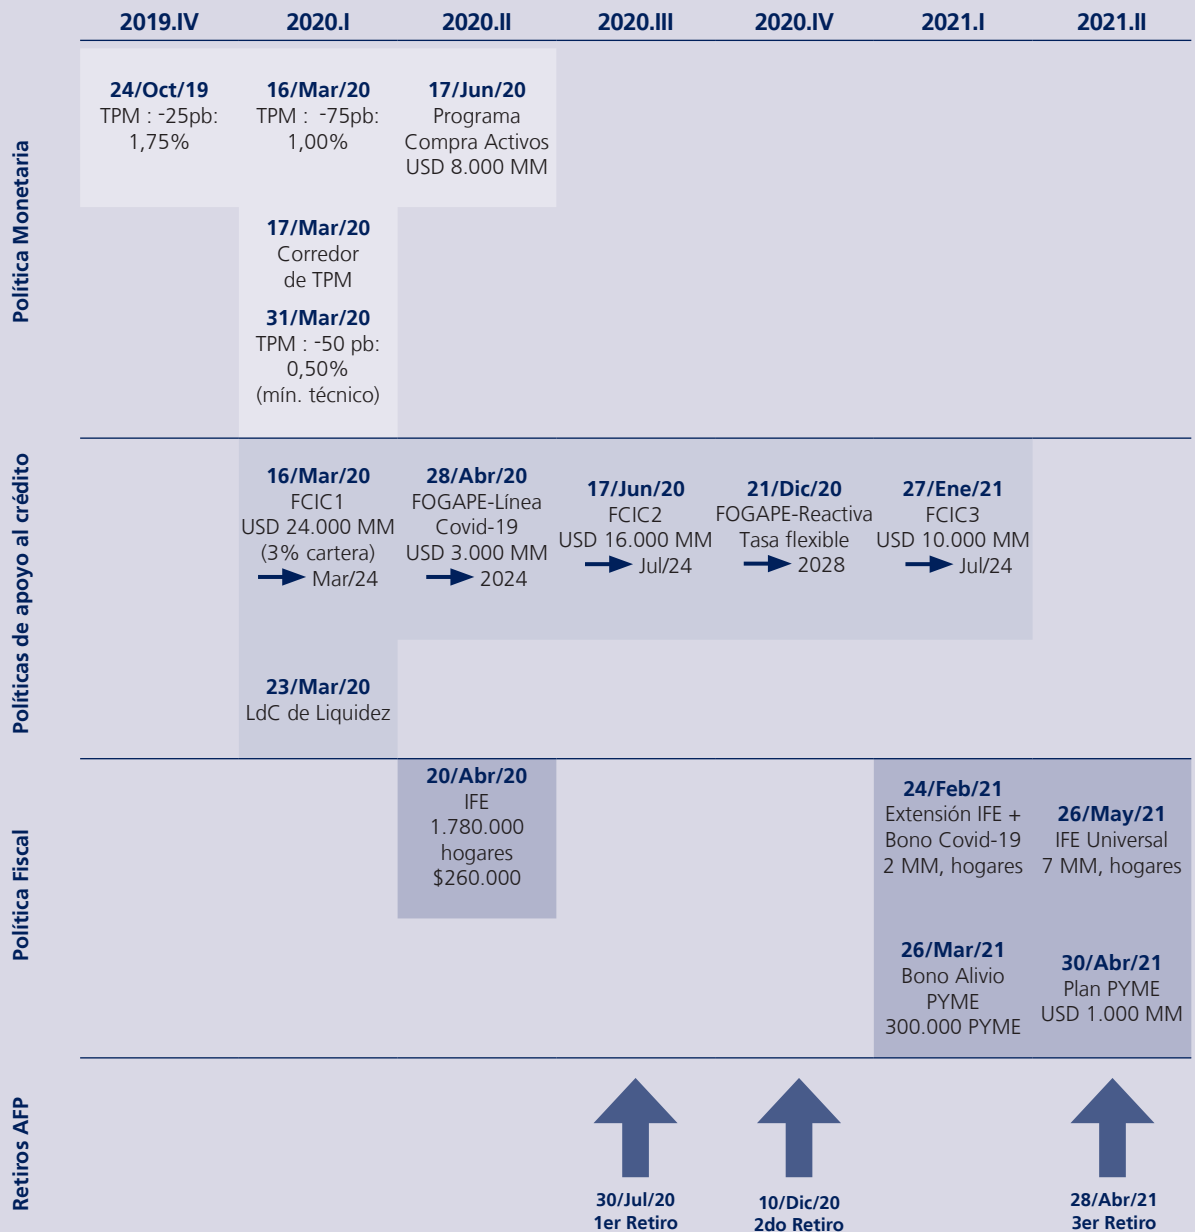 2019.IV
2020.I
2020.II
2020.III
2020.IV
2021.I
2021.II
Política Monetaria
24/Oct/19
TPM : -25pb:
1,75%
16/Mar/20
TPM : -75pb:
1,00%
17/Jun/20
Programa
Compra Activos
USD 8.000 MM
17/Mar/20
Corredor
de TPM
31/Mar/20
TPM : -50 pb:
0,50%
(mín. técnico)
Políticas de apoyo al crédito
16/Mar/20
FCIC1
USD 24.000 MM
(3% cartera)
Mar/24
28/Abr/20
FOGAPE-Línea
Covid-19
USD 3.000 MM
2024
17/Jun/20
FCIC2
USD 16.000 MM
Jul/24
21/Dic/20
FOGAPE-Reactiva
Tasa flexible
2028
27/Ene/21
FCIC3
USD 10.000 MM
Jul/24
23/Mar/20
LdC de Liquidez
Política Fiscal
20/Abr/20
IFE
1.780.000
hogares
$260.000
24/Feb/21
Extensión IFE +
Bono Covid-19
2 MM, hogares
26/May/21
IFE Universal
7 MM, hogares
26/Mar/21
Bono Alivio
PYME
300.000 PYME
30/Abr/21
Plan PYME
USD 1.000 MM
Retiros AFP
30/Jul/20
1er Retiro
10/Dic/20
2do Retiro
28/Abr/21
3er Retiro